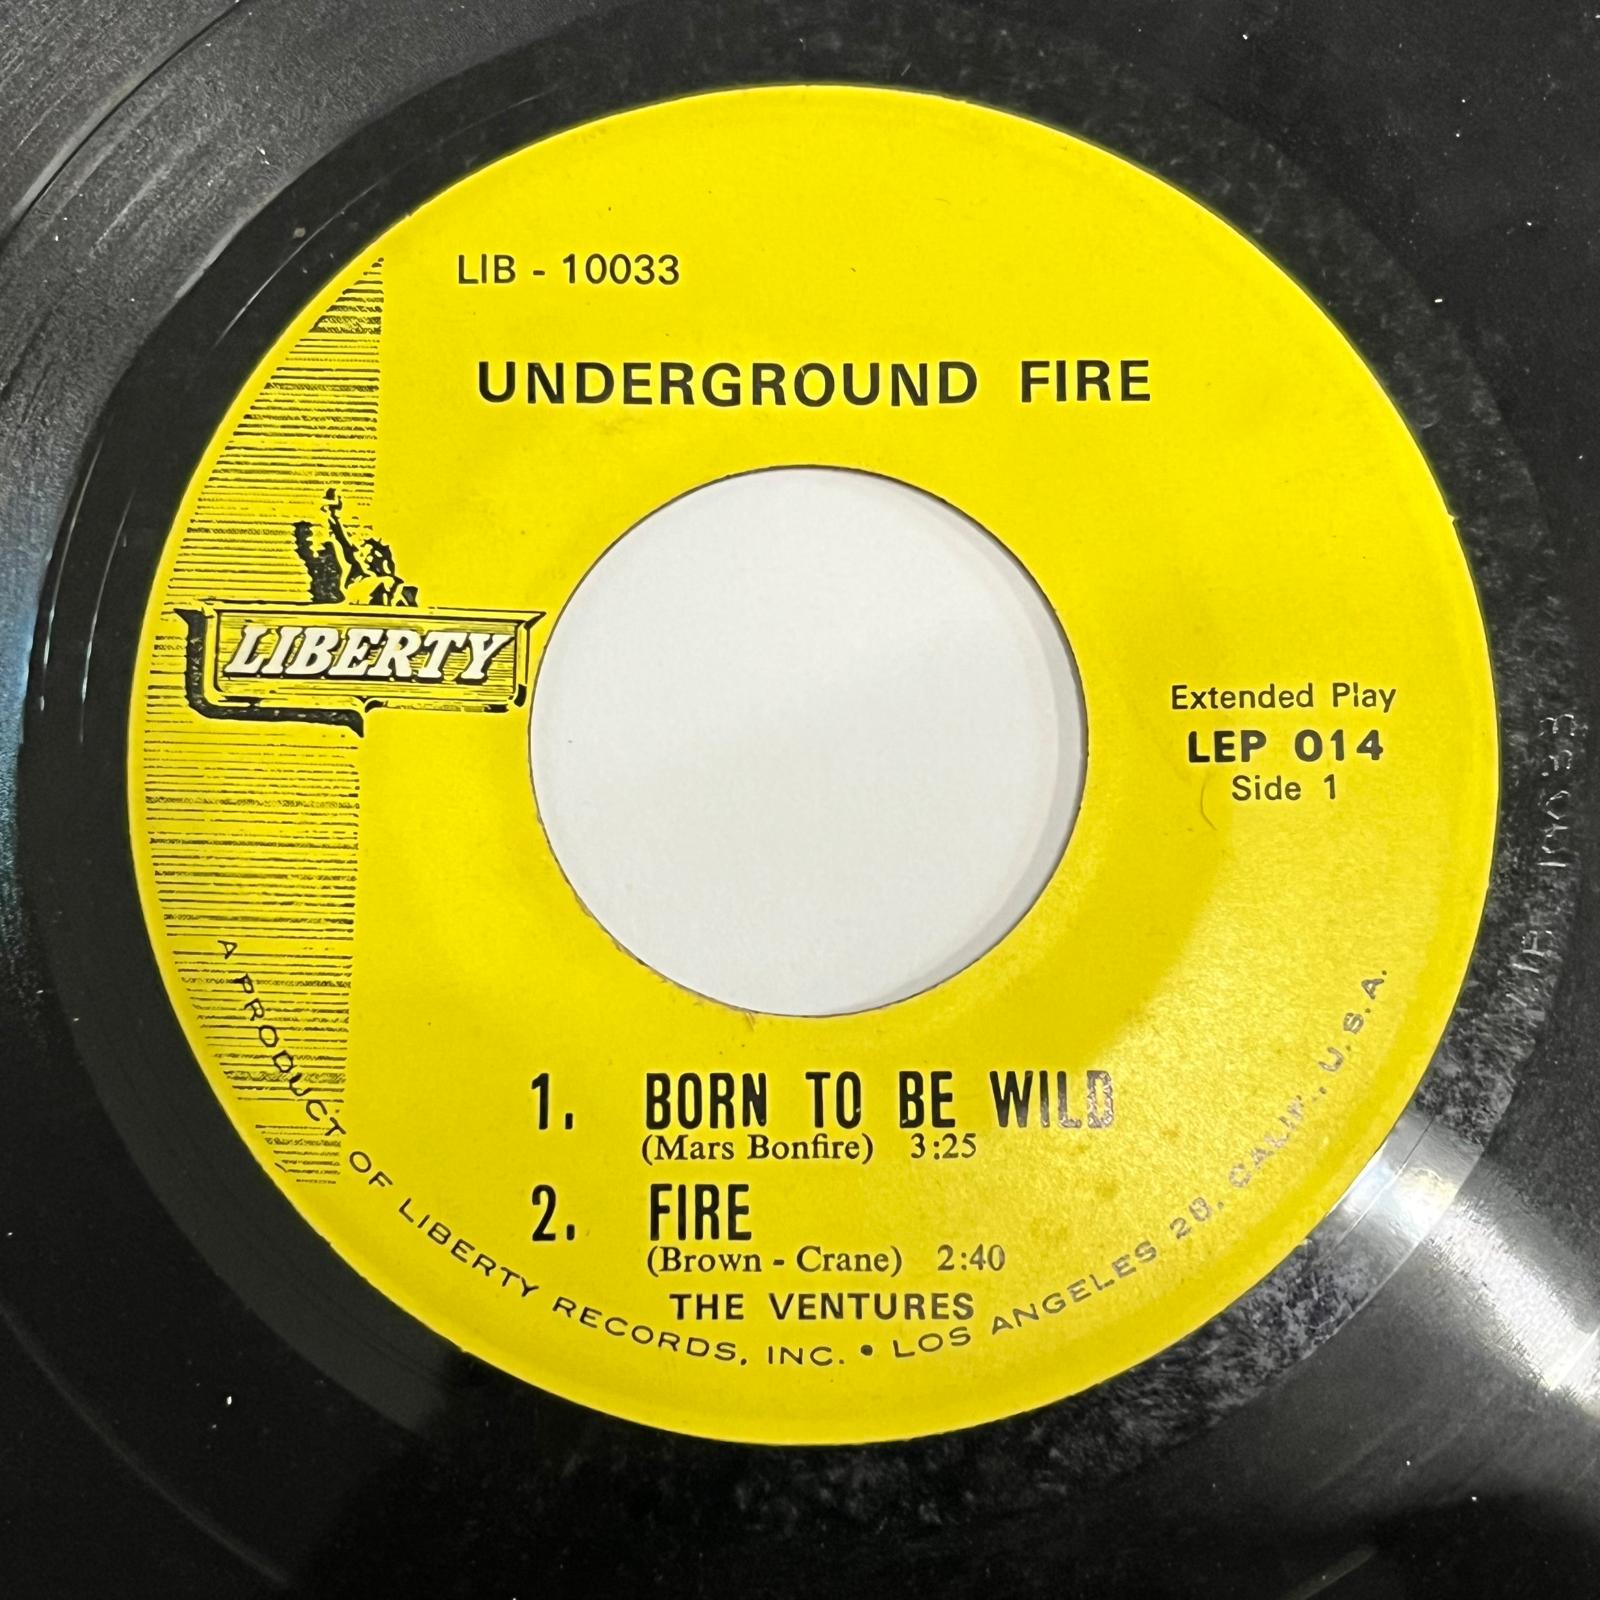 LIB - 10033
UNDERGROUND FIRE
LIBERTY
Extended Play
LEP 014
Side 1
1. BORN TO BE WILD
(Mars Bonfire) 3:25
2. FIRE
(Brown - Crane) 2:40
THE VENTURES
A PRODUCT OF LIBERTY RECORDS, INC. • LOS ANGELES 28, CALIF., U.S.A.